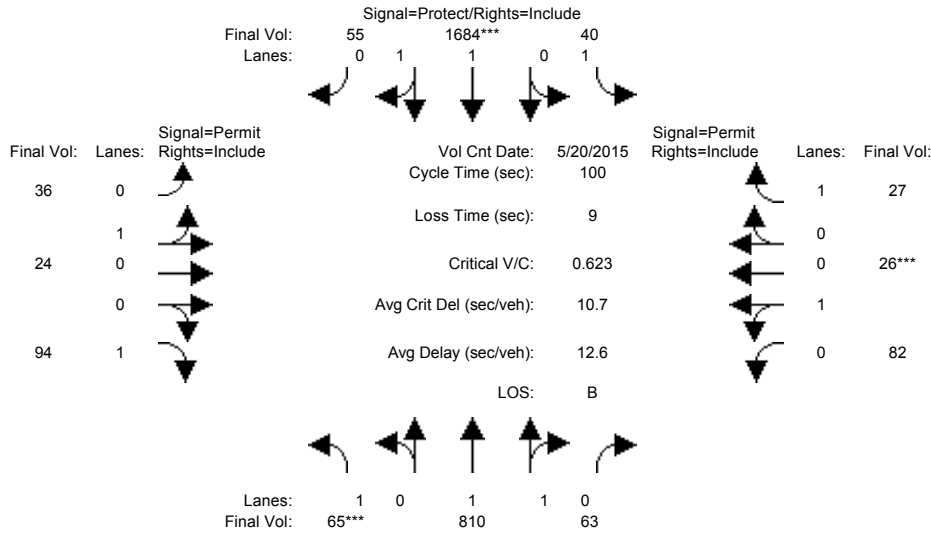 Signal=Protect/Rights=Include
Final Vol: 55 1684*** 40
Lanes: 0 1 1 0 1
Signal=Permit Signal=Permit
Final Vol: Lanes: Rights=Include Vol Cnt Date: 5/20/2015 Rights=Include Lanes: Final Vol:
Cycle Time (sec): 100
36 0 1 27
Loss Time (sec): 9
1 0
24 0 Critical V/C: 0.623 0 26***
0 Avg Crit Del (sec/veh): 10.7 1
94 1 Avg Delay (sec/veh): 12.6 0 82
LOS: B
Lanes: 1 0 1 1 0
Final Vol: 65*** 810 63